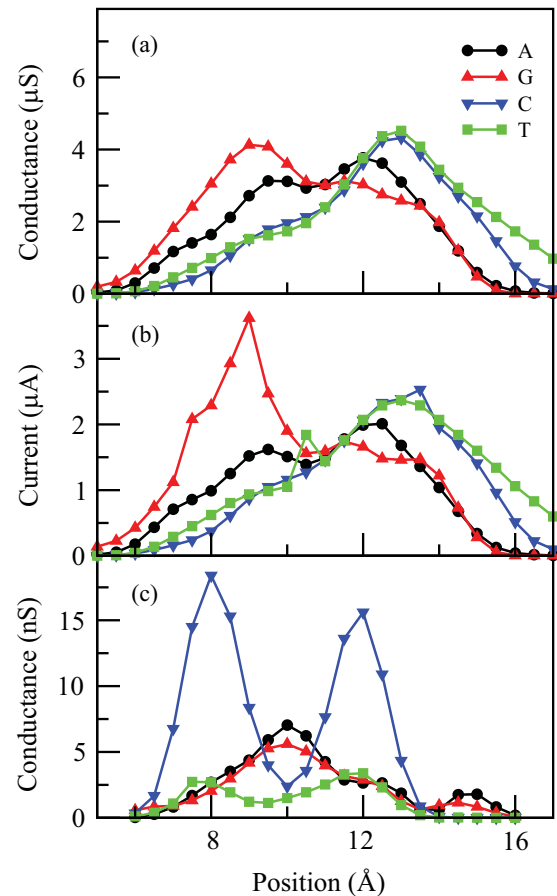 (a)
A
G
C
T
Conductance (μS)
6
4
2
0
(b)
Current (μA)
3
2
1
0
(c)
Conductance (nS)
15
10
5
0
8
12
16
Position (Å)